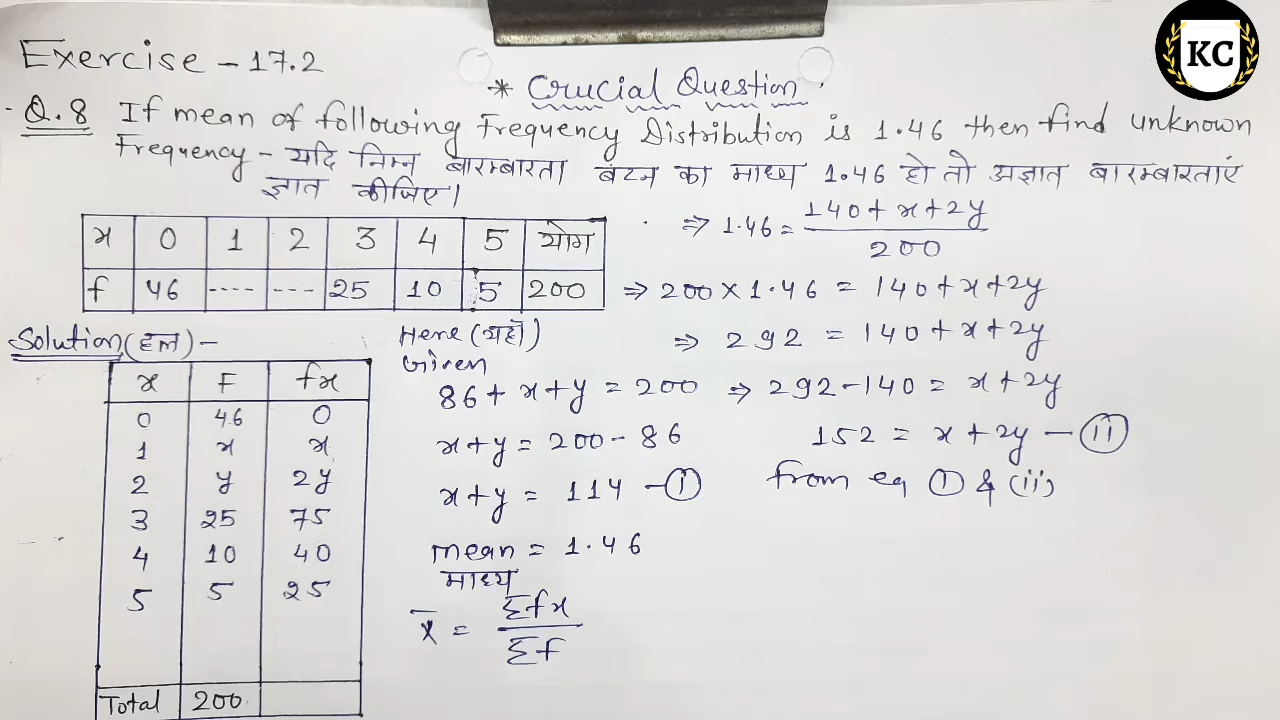 KC
Exercise - 17.2
* Crucial Question
Q.8 If mean of following Frequency Distribution is 1.46 then find unknown
Frequency - यदि निम्न बारम्बारता बंटन का माध्य 1.46 हो तो अज्ञात बारम्बारताएं
ज्ञात कीजिए।
x 0 1 2 3 4 5 योग
f 46 ---- --- 25 10 5 200
Solution (हल) -
x F fx
0 46 0
1 x x
2 y 2y
3 25 75
4 10 40
5 5 25
Total 200
Here (यहाँ)
Given
86 + x + y = 200
x + y = 200 - 86
x + y = 114 - (i)
mean = 1.46
माध्य
x̄ = Σfx / Σf
⇒ 1.46 = 140 + x + 2y / 200
⇒ 200 × 1.46 = 140 + x + 2y
⇒ 292 = 140 + x + 2y
⇒ 292 - 140 = x + 2y
152 = x + 2y - (ii)
from eq (i) & (ii)